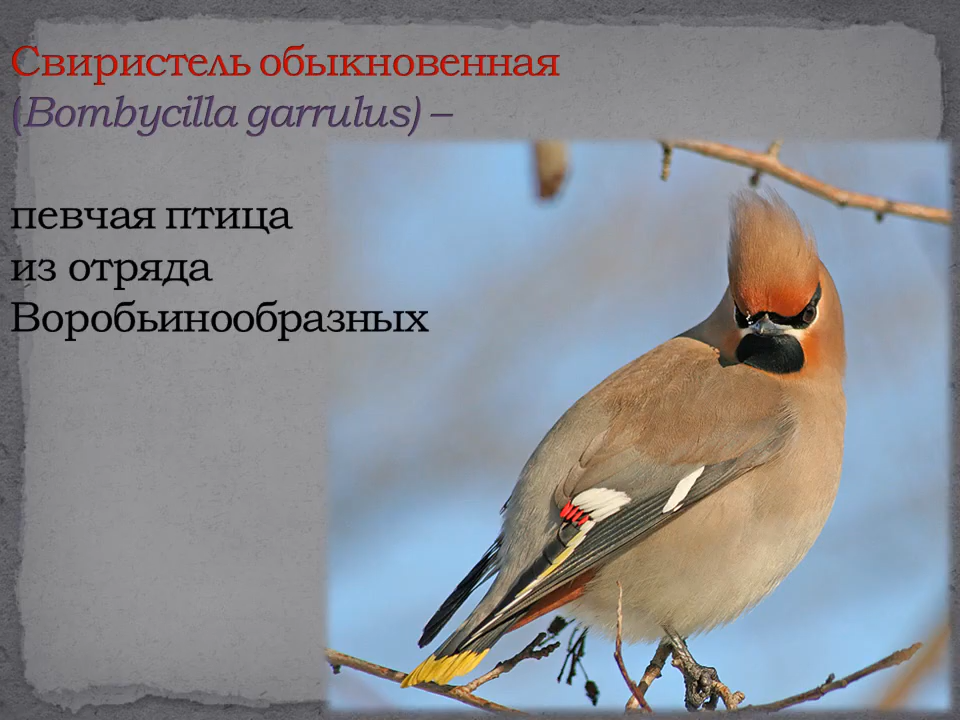 Свиристель обыкновенная
(Bombycilla garrulus) –
певчая птица
из отряда
Воробьинообразных